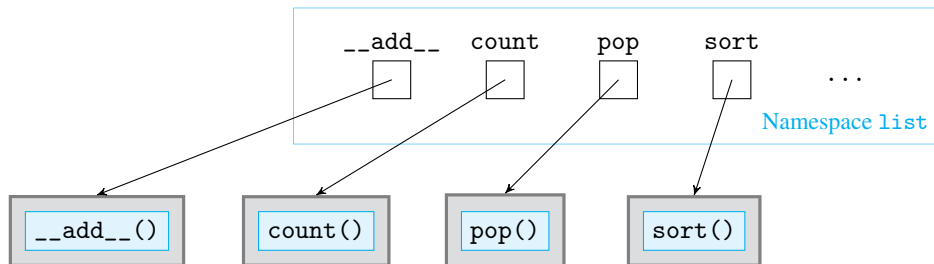 __add__ count pop sort ...
Namespace list
__add__() count() pop() sort()